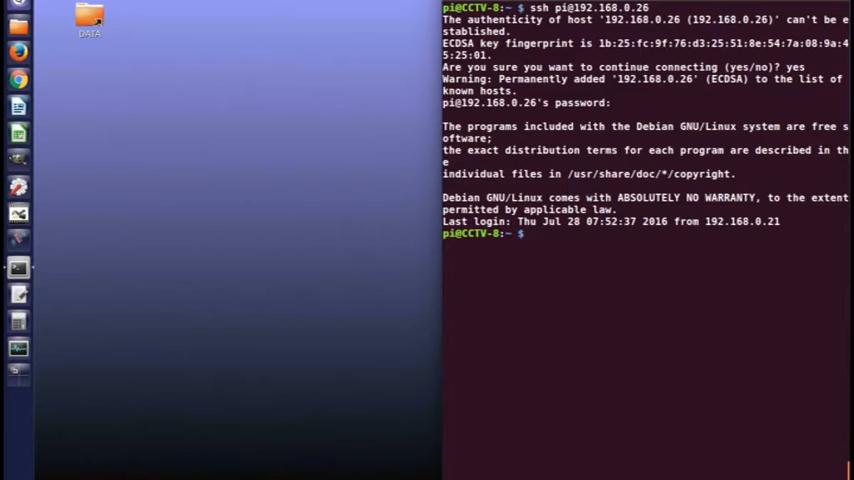 DATA
pi@CCTV-8:~ $ ssh pi@192.168.0.26
The authenticity of host '192.168.0.26 (192.168.0.26)' can't be e
stablished.
ECDSA key fingerprint is 1b:25:fc:9f:76:d3:25:51:8e:54:7a:08:9a:4
5:25:01.
Are you sure you want to continue connecting (yes/no)? yes
Warning: Permanently added '192.168.0.26' (ECDSA) to the list of
known hosts.
pi@192.168.0.26's password:
The programs included with the Debian GNU/Linux system are free s
oftware;
the exact distribution terms for each program are described in th
e
individual files in /usr/share/doc/*/copyright.
Debian GNU/Linux comes with ABSOLUTELY NO WARRANTY, to the extent
permitted by applicable law.
Last login: Thu Jul 28 07:52:37 2016 from 192.168.0.21
pi@CCTV-8:~ $